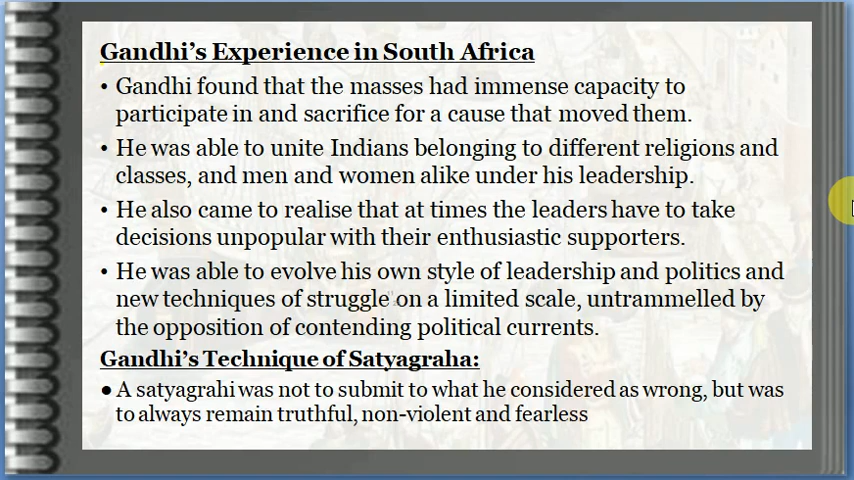 Gandhi's Experience in South Africa
• Gandhi found that the masses had immense capacity to
participate in and sacrifice for a cause that moved them.
• He was able to unite Indians belonging to different religions and
classes, and men and women alike under his leadership.
• He also came to realise that at times the leaders have to take
decisions unpopular with their enthusiastic supporters.
• He was able to evolve his own style of leadership and politics and
new techniques of struggle on a limited scale, untrammelled by
the opposition of contending political currents.
Gandhi's Technique of Satyagraha:
● A satyagrahi was not to submit to what he considered as wrong, but was
to always remain truthful, non-violent and fearless